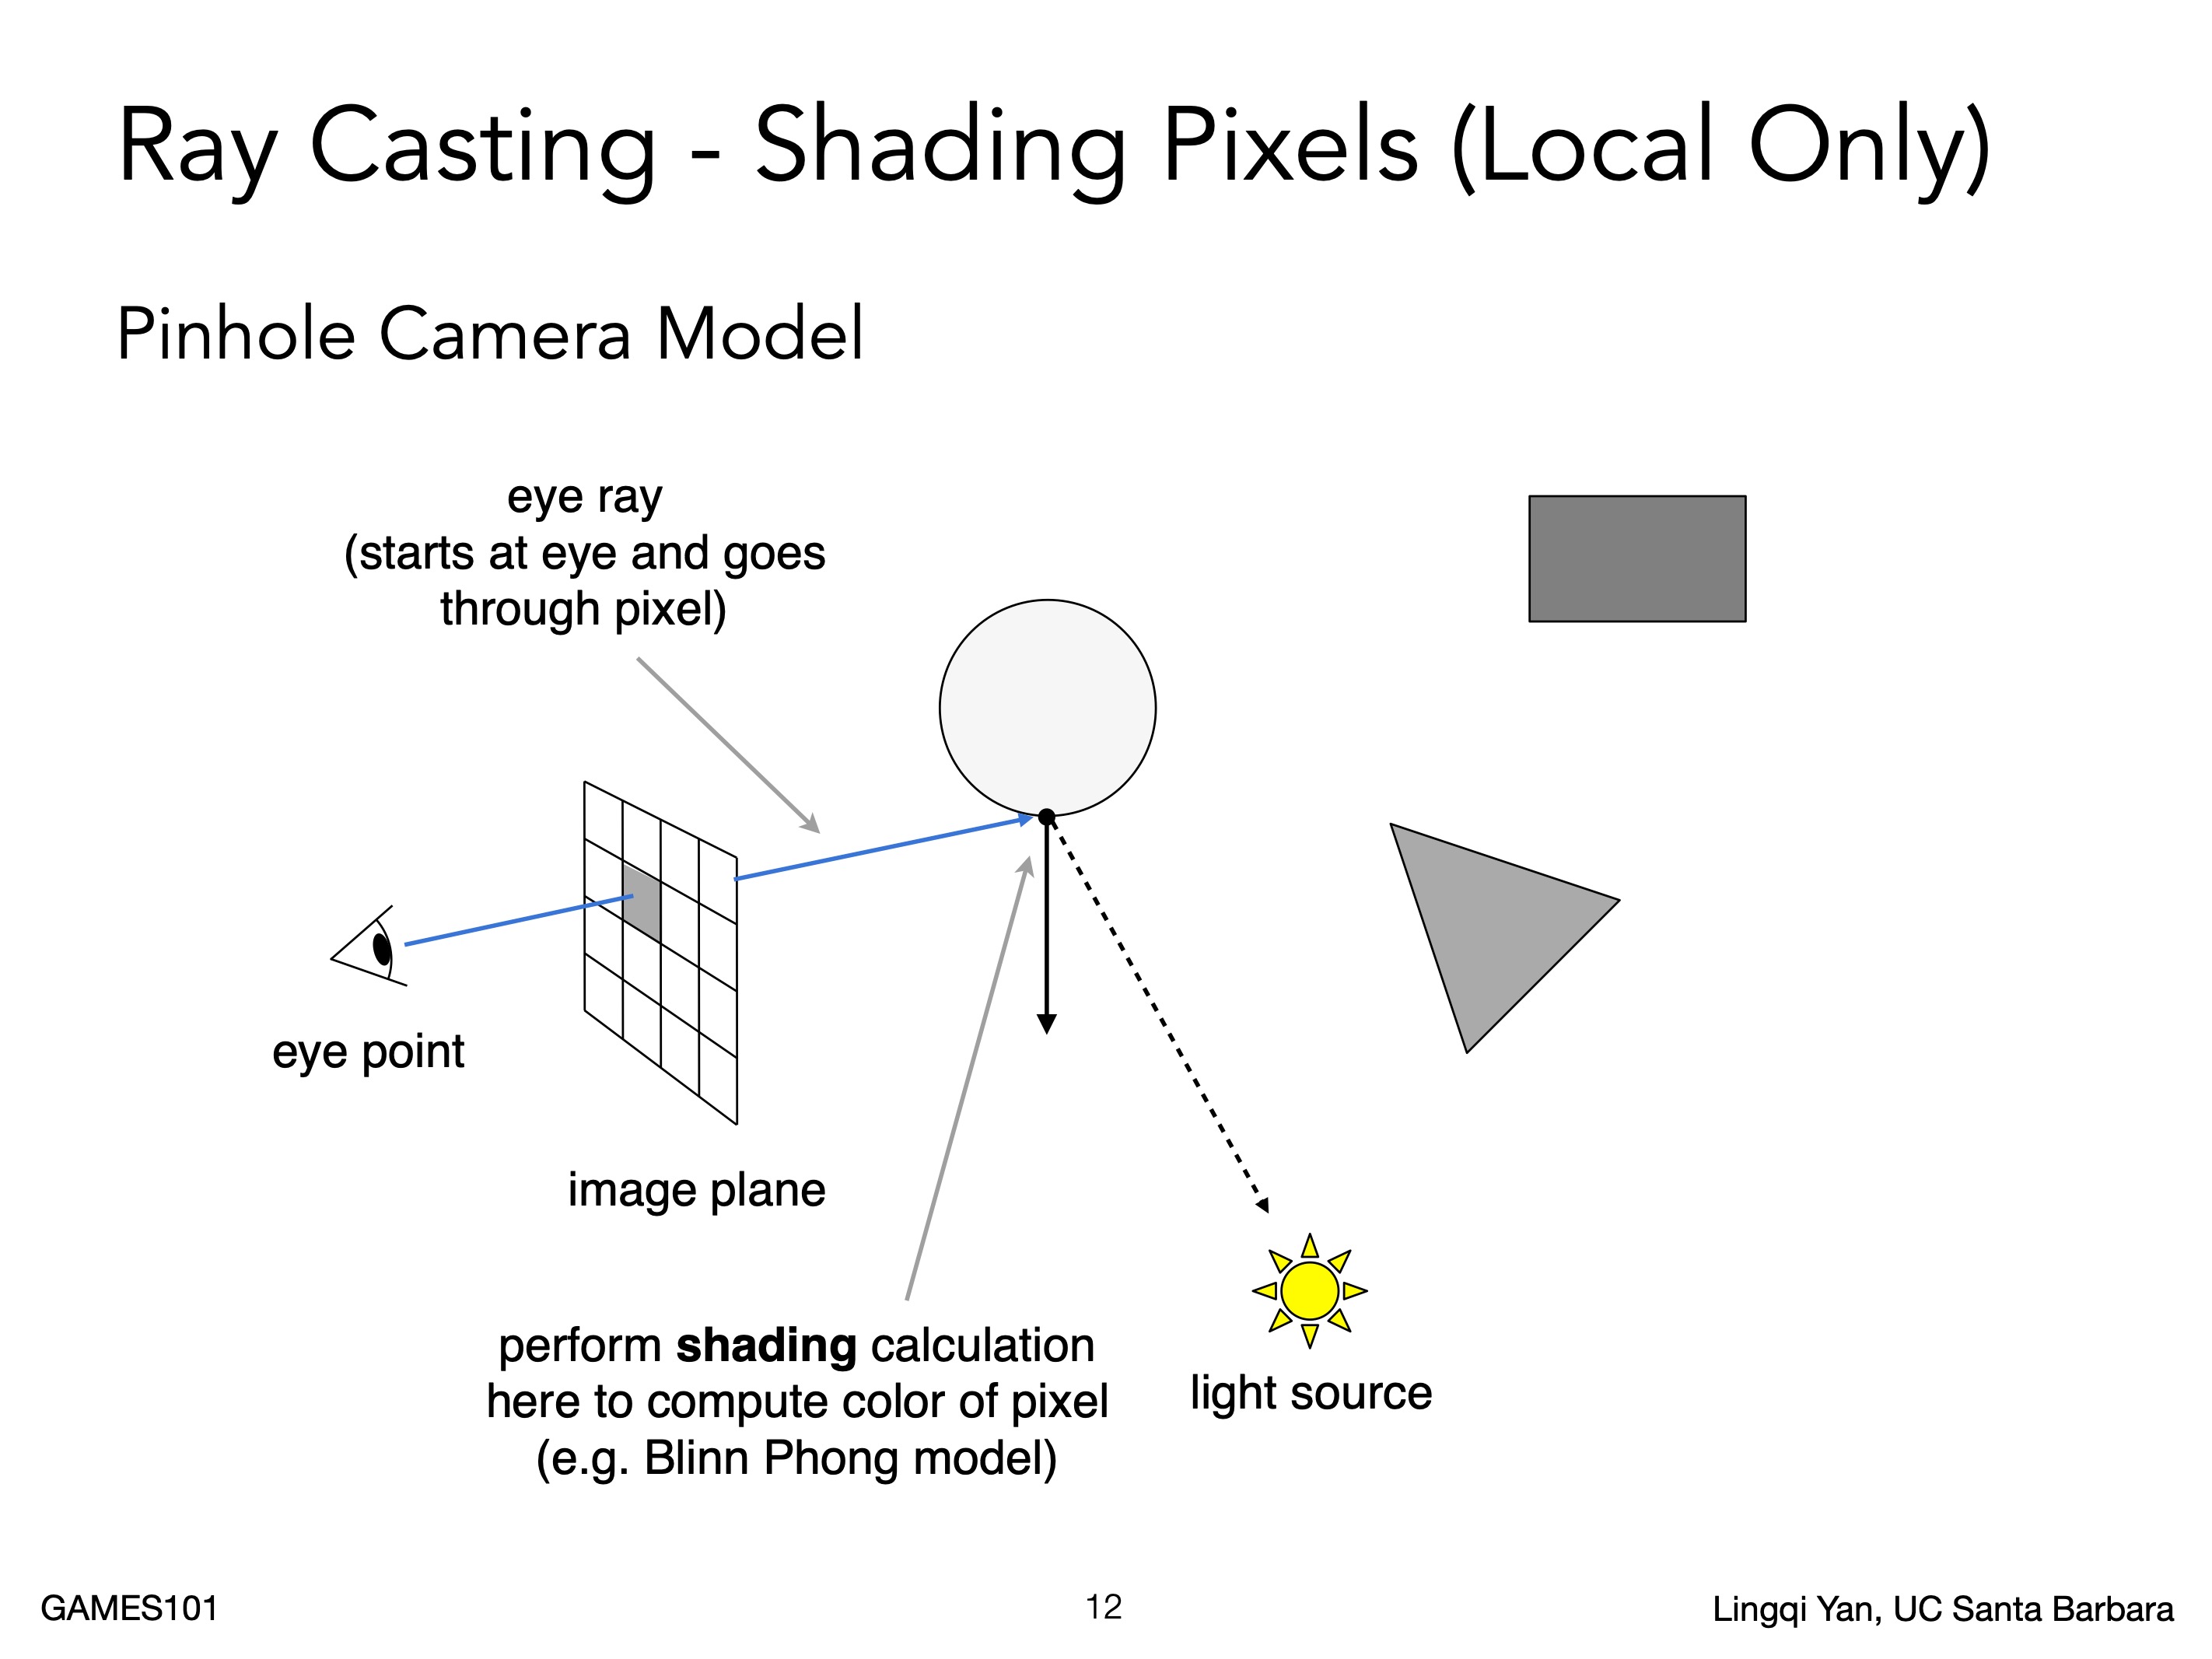 Ray Casting - Shading Pixels (Local Only)
Pinhole Camera Model
eye ray
(starts at eye and goes
through pixel)
eye point
image plane
perform shading calculation
here to compute color of pixel
(e.g. Blinn Phong model)
light source
GAMES101
12
Lingqi Yan, UC Santa Barbara